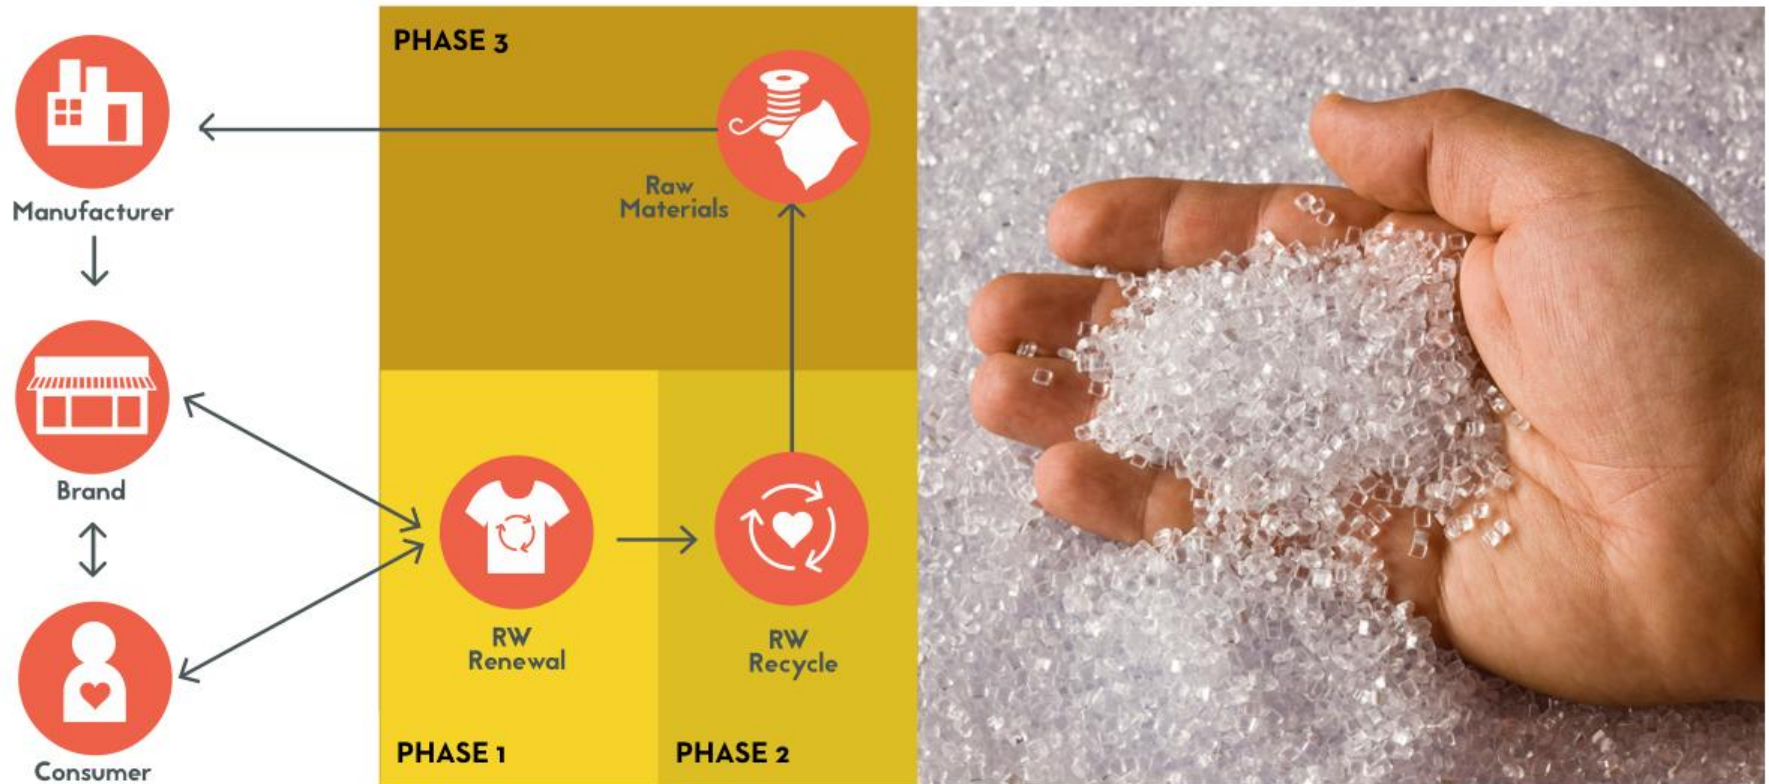 PHASE 3
Manufacturer
Raw
Materials
Brand
RW
Renewal
RW
Recycle
PHASE 1
PHASE 2
Consumer